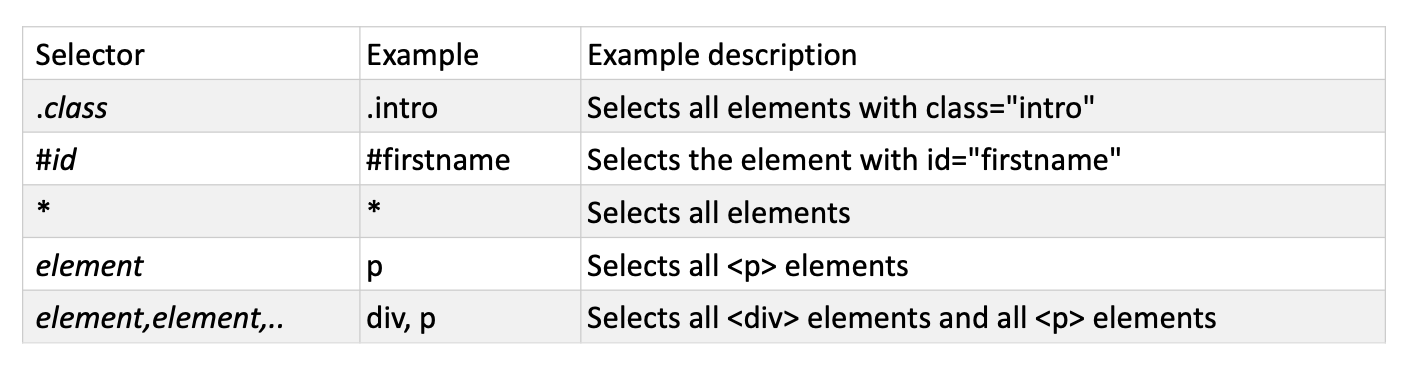 Selector Example Example description
.class .intro Selects all elements with class="intro"
#id #firstname Selects the element with id="firstname"
* * Selects all elements
element p Selects all <p> elements
element,element,.. div, p Selects all <div> elements and all <p> elements